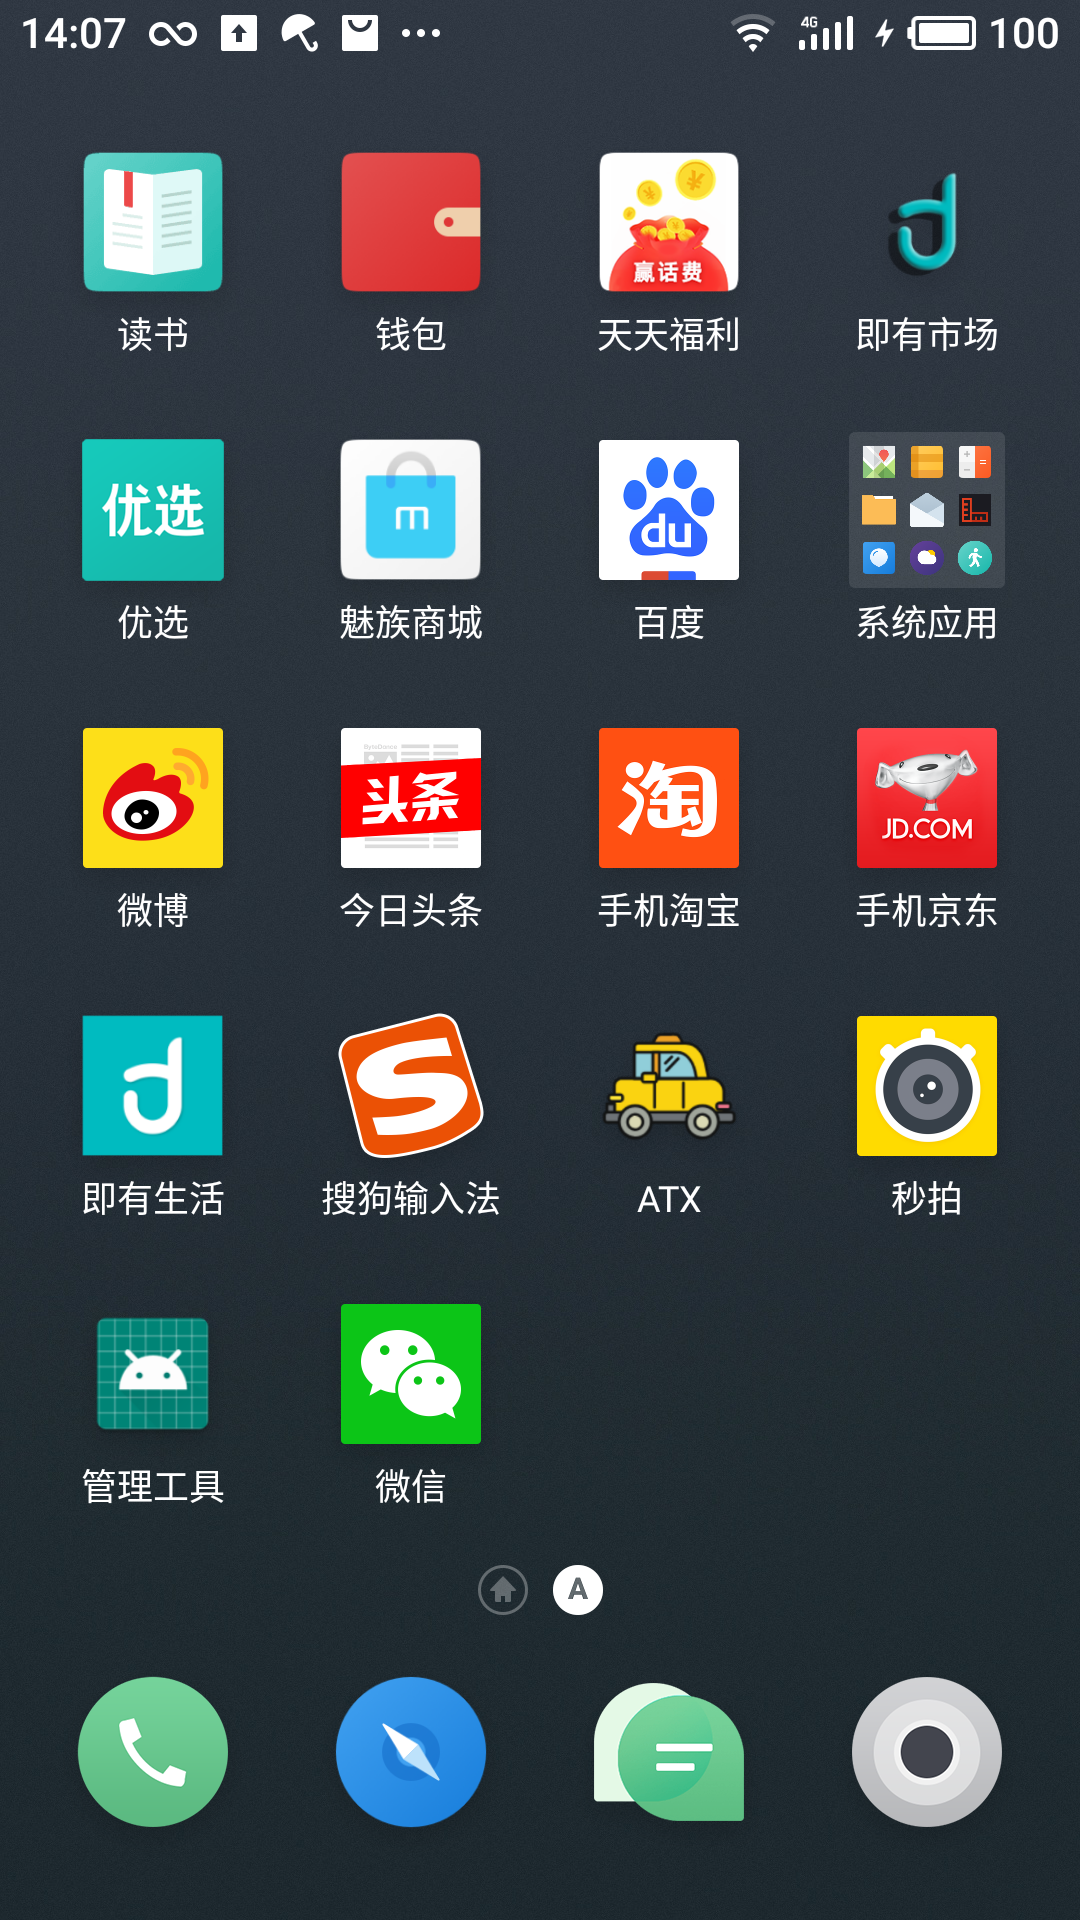 14:07
4G
100
赢话费
读书
钱包
天天福利
即有市场
优选
m
du
优选
魅族商城
百度
系统应用
ByteDance
头条
淘
JD.COM
微博
今日头条
手机淘宝
手机京东
即有生活
搜狗输入法
ATX
秒拍
管理工具
微信
A